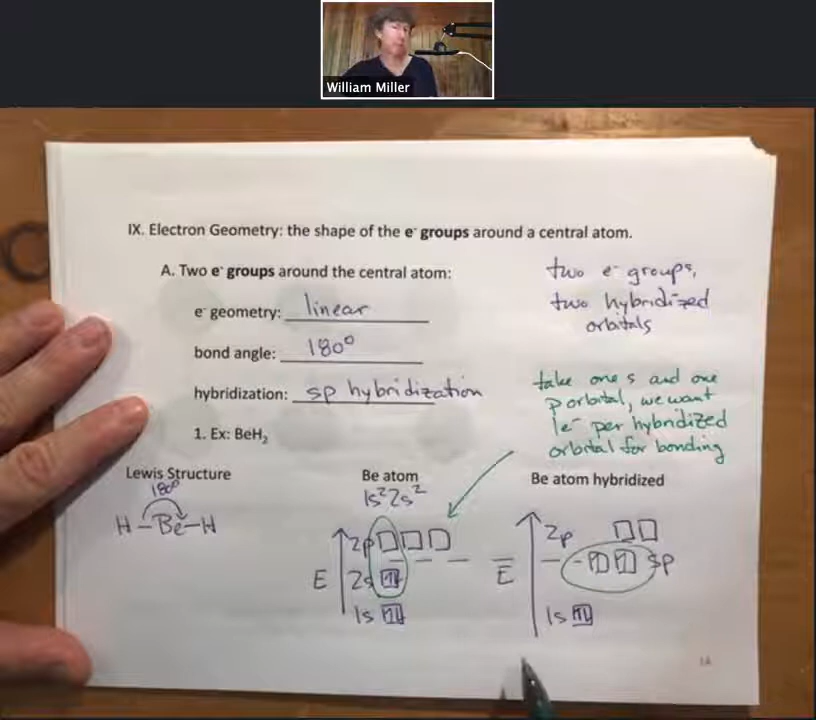 William Miller
IX. Electron Geometry: the shape of the e⁻ groups around a central atom.
A. Two e⁻ groups around the central atom:
two e⁻ groups,
two hybridized
orbitals
e⁻ geometry: linear
bond angle: 180°
hybridization: sp hybridization
take one s and one
p orbital, we want
1e⁻ per hybridized
orbital for bonding
1. Ex: BeH₂
Lewis Structure
180°
H-Be-H
Be atom
1s²2s²
2p
E 2s
1s
Be atom hybridized
2p
E sp
1s